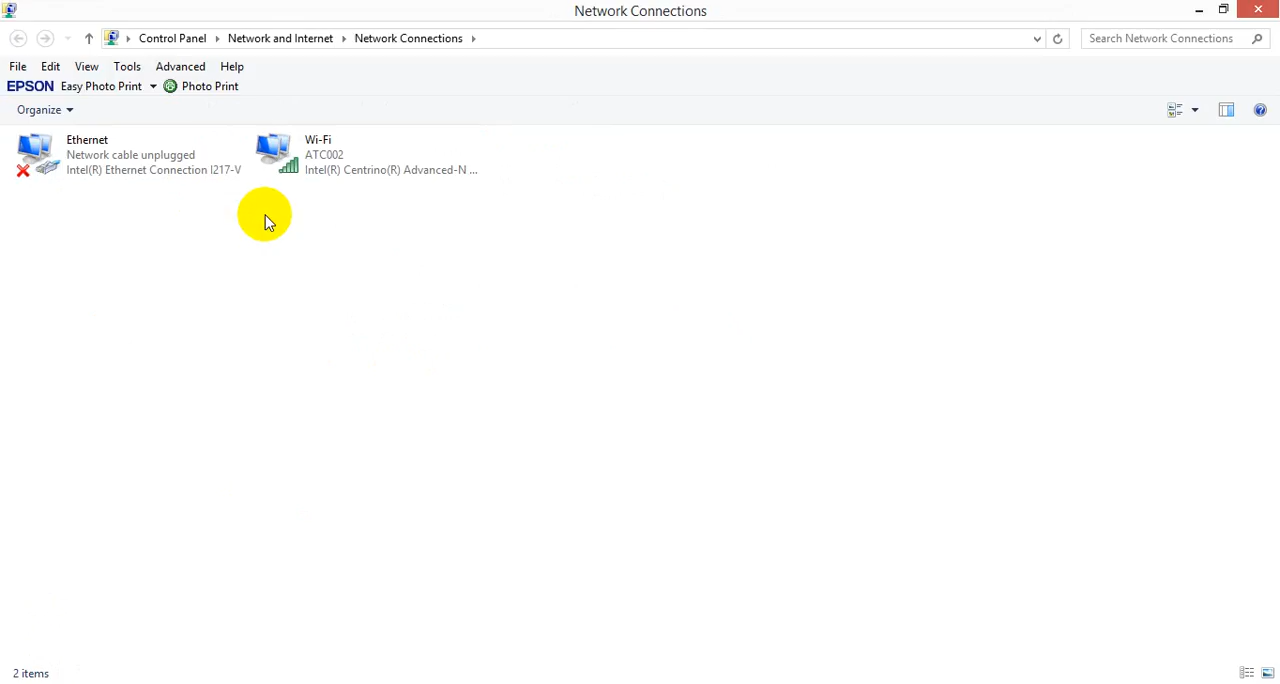 Network Connections
Control Panel Network and Internet Network Connections
Search Network Connections
File Edit View Tools Advanced Help
EPSON Easy Photo Print Photo Print
Organize
Ethernet
Network cable unplugged
Intel(R) Ethernet Connection I217-V
Wi-Fi
ATC002
Intel(R) Centrino(R) Advanced-N ...
2 items